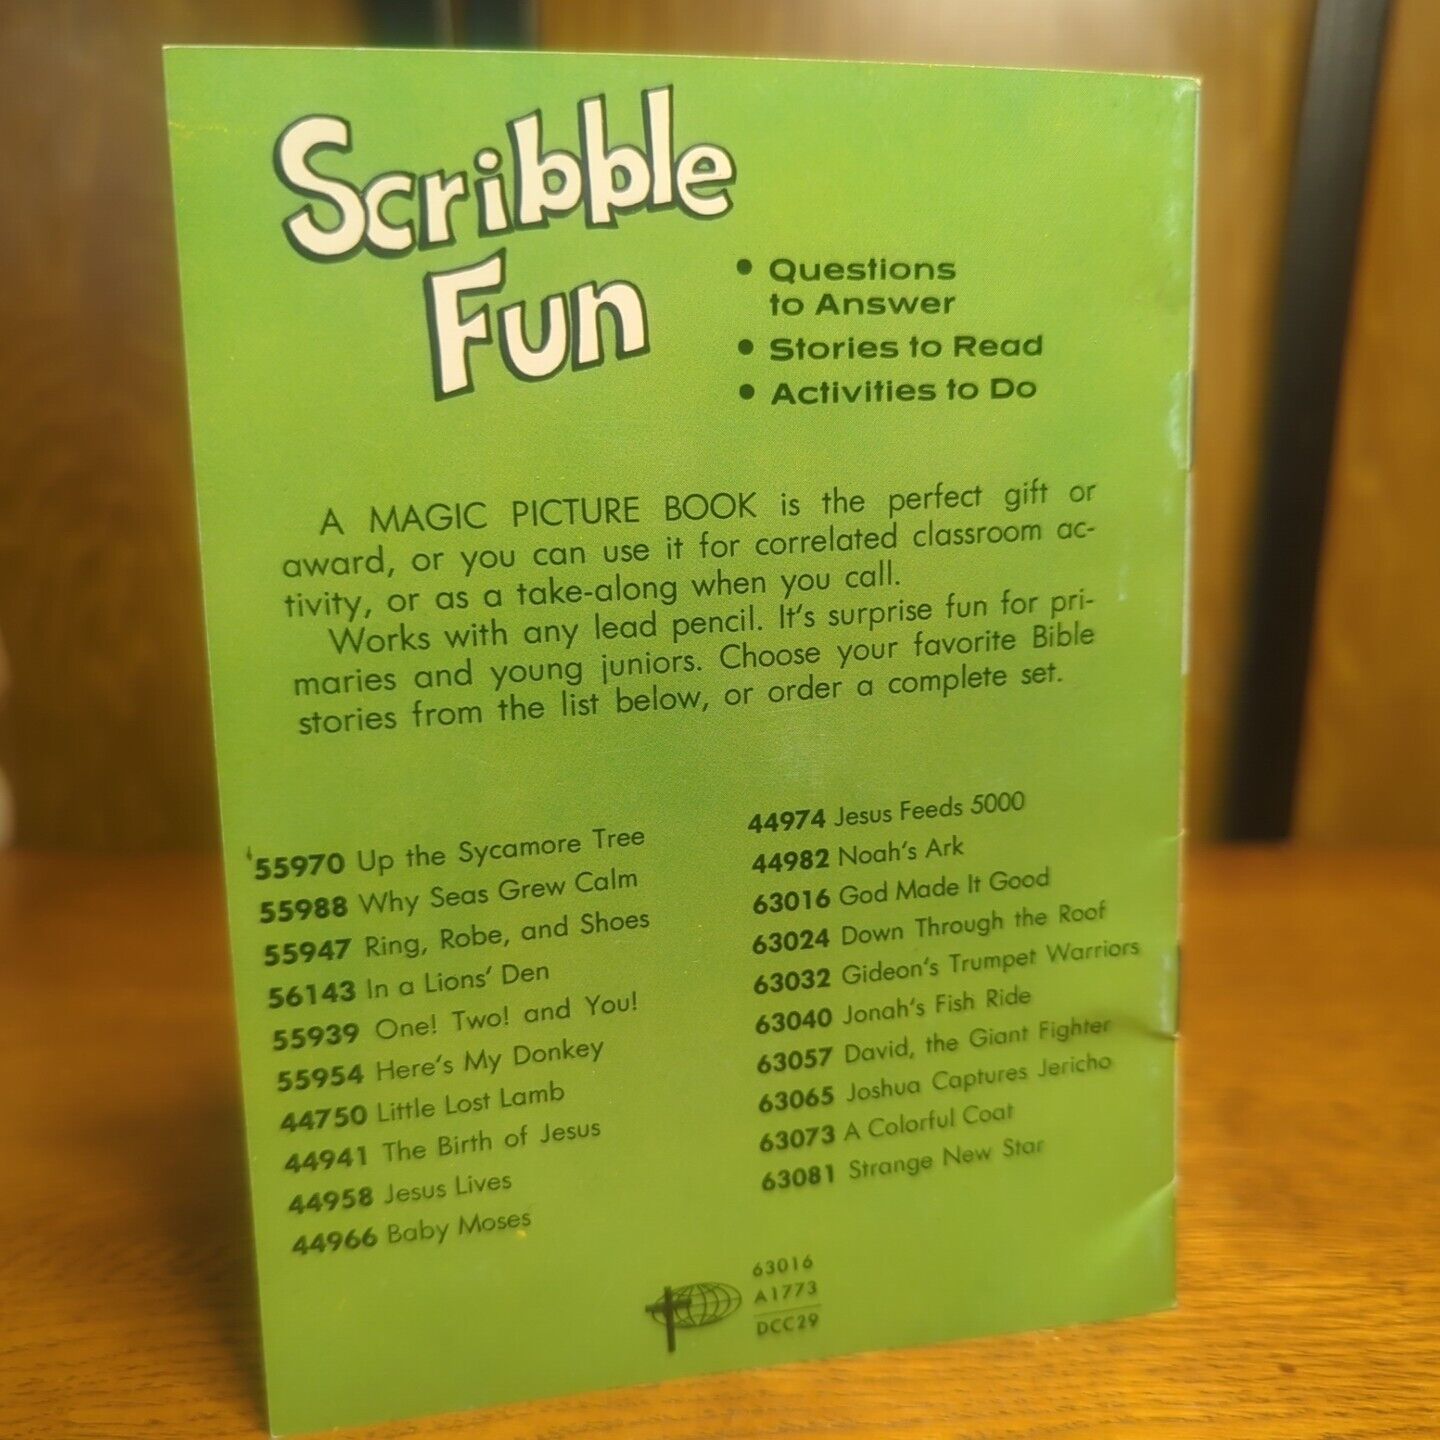 Scribble
Fun
• Questions
to Answer
• Stories to Read
• Activities to Do
A MAGIC PICTURE BOOK is the perfect gift or
award, or you can use it for correlated classroom ac-
tivity, or as a take-along when you call.
Works with any lead pencil. It's surprise fun for pri-
maries and young juniors. Choose your favorite Bible
stories from the list below, or order a complete set.
55970 Up the Sycamore Tree
55988 Why Seas Grew Calm
55947 Ring, Robe, and Shoes
56143 In a Lions' Den
55939 One! Two! and You!
55954 Here's My Donkey
44750 Little Lost Lamb
44941 The Birth of Jesus
44958 Jesus Lives
44966 Baby Moses
44974 Jesus Feeds 5000
44982 Noah's Ark
63016 God Made It Good
63024 Down Through the Roof
63032 Gideon's Trumpet Warriors
63040 Jonah's Fish Ride
63057 David, the Giant Fighter
63065 Joshua Captures Jericho
63073 A Colorful Coat
63081 Strange New Star
63016
A1773
DCC29